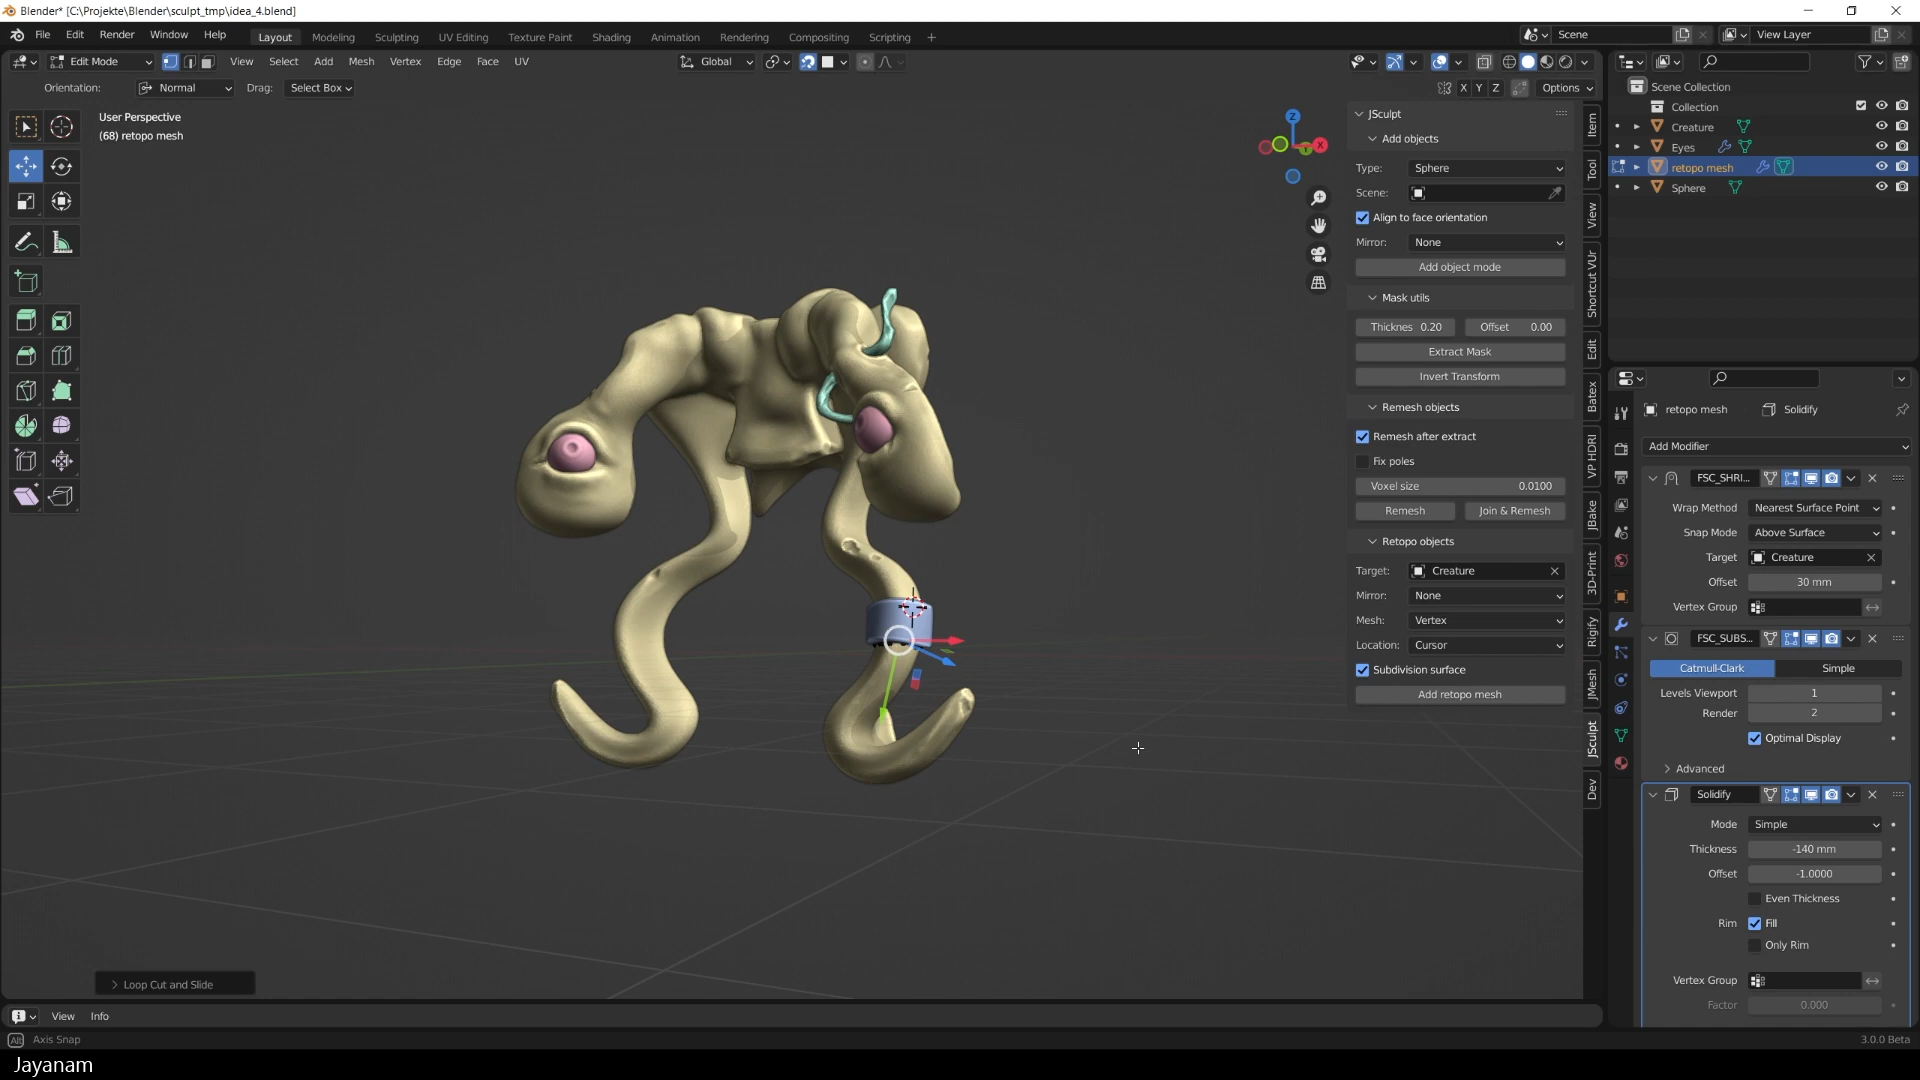 Blender* [C:\Projekte\Blender\sculpt_tmp\idea_4.blend]
File Edit Render Window Help Layout Modeling Sculpting UV Editing Texture Paint Shading Animation Rendering Compositing Scripting + Scene View Layer
Edit Mode View Select Add Mesh Vertex Edge Face UV Global
Orientation: Normal Drag: Select Box X Y Z Options
User Perspective
(68) retopo mesh
Z
X
Y
JSculpt
Add objects
Type: Sphere
Scene:
Align to face orientation
Mirror: None
Add object mode
Mask utils
Thicknes 0.20 Offset 0.00
Extract Mask
Invert Transform
Remesh objects
Remesh after extract
Fix poles
Voxel size 0.0100
Remesh Join & Remesh
Retopo objects
Target: Creature
Mirror: None
Mesh: Vertex
Location: Cursor
Subdivision surface
Add retopo mesh
Item
Tool
View
Shortcut VUr
Edit
Batex
VP HDRI
JBake
3D-Print
Rigify
JMesh
JSculpt
Dev
Scene Collection
Collection
Creature
Eyes
retopo mesh
Sphere
retopo mesh Solidify
Add Modifier
FSC_SHRI...
Wrap Method Nearest Surface Point
Snap Mode Above Surface
Target Creature
Offset 30 mm
Vertex Group
FSC_SUBS...
Catmull-Clark Simple
Levels Viewport 1
Render 2
Optimal Display
Advanced
Solidify
Mode Simple
Thickness -140 mm
Offset -1.0000
Even Thickness
Rim Fill
Only Rim
Vertex Group
Factor 0.000
Loop Cut and Slide
View Info
Alt Axis Snap 3.0.0 Beta
Jayanam